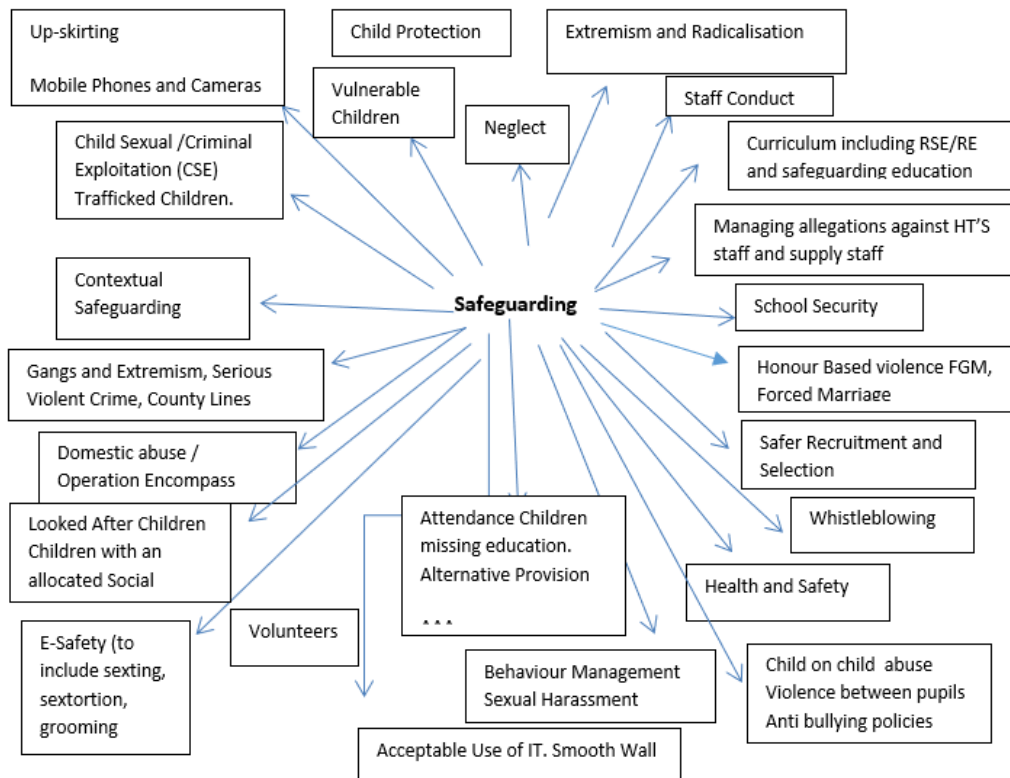 Up-skirting
Mobile Phones and Cameras
Child Protection
Extremism and Radicalisation
Vulnerable
Children
Neglect
Staff Conduct
Child Sexual /Criminal
Exploitation (CSE)
Trafficked Children.
Curriculum including RSE/RE
and safeguarding education
Managing allegations against HT'S
staff and supply staff
Contextual
Safeguarding
Safeguarding
School Security
Gangs and Extremism, Serious
Violent Crime, County Lines
Honour Based violence FGM,
Forced Marriage
Domestic abuse /
Operation Encompass
Safer Recruitment and
Selection
Looked After Children
Children with an
allocated Social
Attendance Children
missing education.
Alternative Provision
Whistleblowing
Health and Safety
E-Safety (to
include sexting,
sextortion,
grooming
Volunteers
Behaviour Management
Sexual Harassment
Child on child abuse
Violence between pupils
Anti bullying policies
Acceptable Use of IT. Smooth Wall